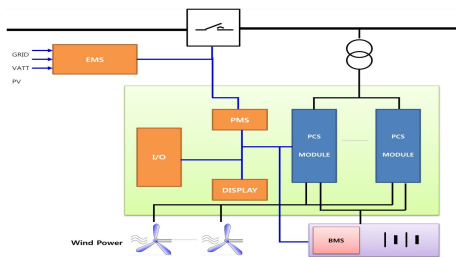 GRID
VATT
PV
EMS
PMS
I/O
DISPLAY
PCS
MODULE
PCS
MODULE
Wind Power
BMS